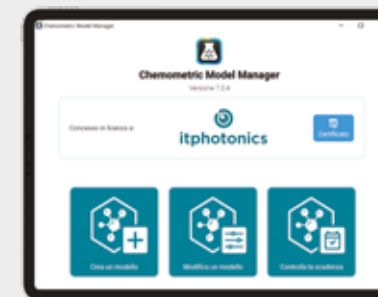 Chemometric Model Manager
Chemometric Model Manager
Versione 7.0.4
Concesso in licenza a:
itphotonics
Certificato
Crea un modello
Modifica un modello
Controlla la scadenza